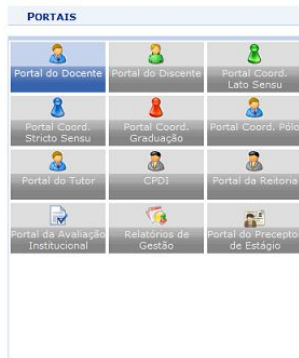 PORTAIS
Portal do Docente
Portal do Discente
Portal Coord.
Lato Sensu
Portal Coord.
Stricto Sensu
Portal Coord.
Graduação
Portal Coord. Pólo
Portal do Tutor
CPDI
Portal da Reitoria
Portal da Avaliação
Institucional
Relatórios de
Gestão
Portal do Precepto
de Estágio